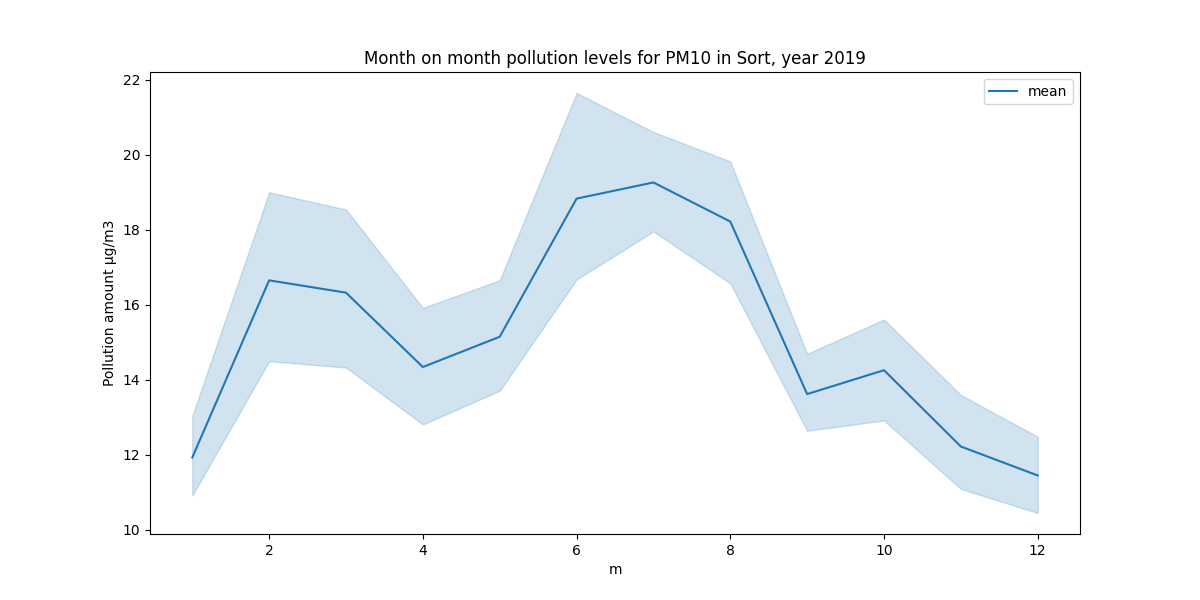 Month on month pollution levels for PM10 in Sort, year 2019
mean
Pollution amount µg/m3
22
20
18
16
14
12
10
2 4 6 8 10 12
m